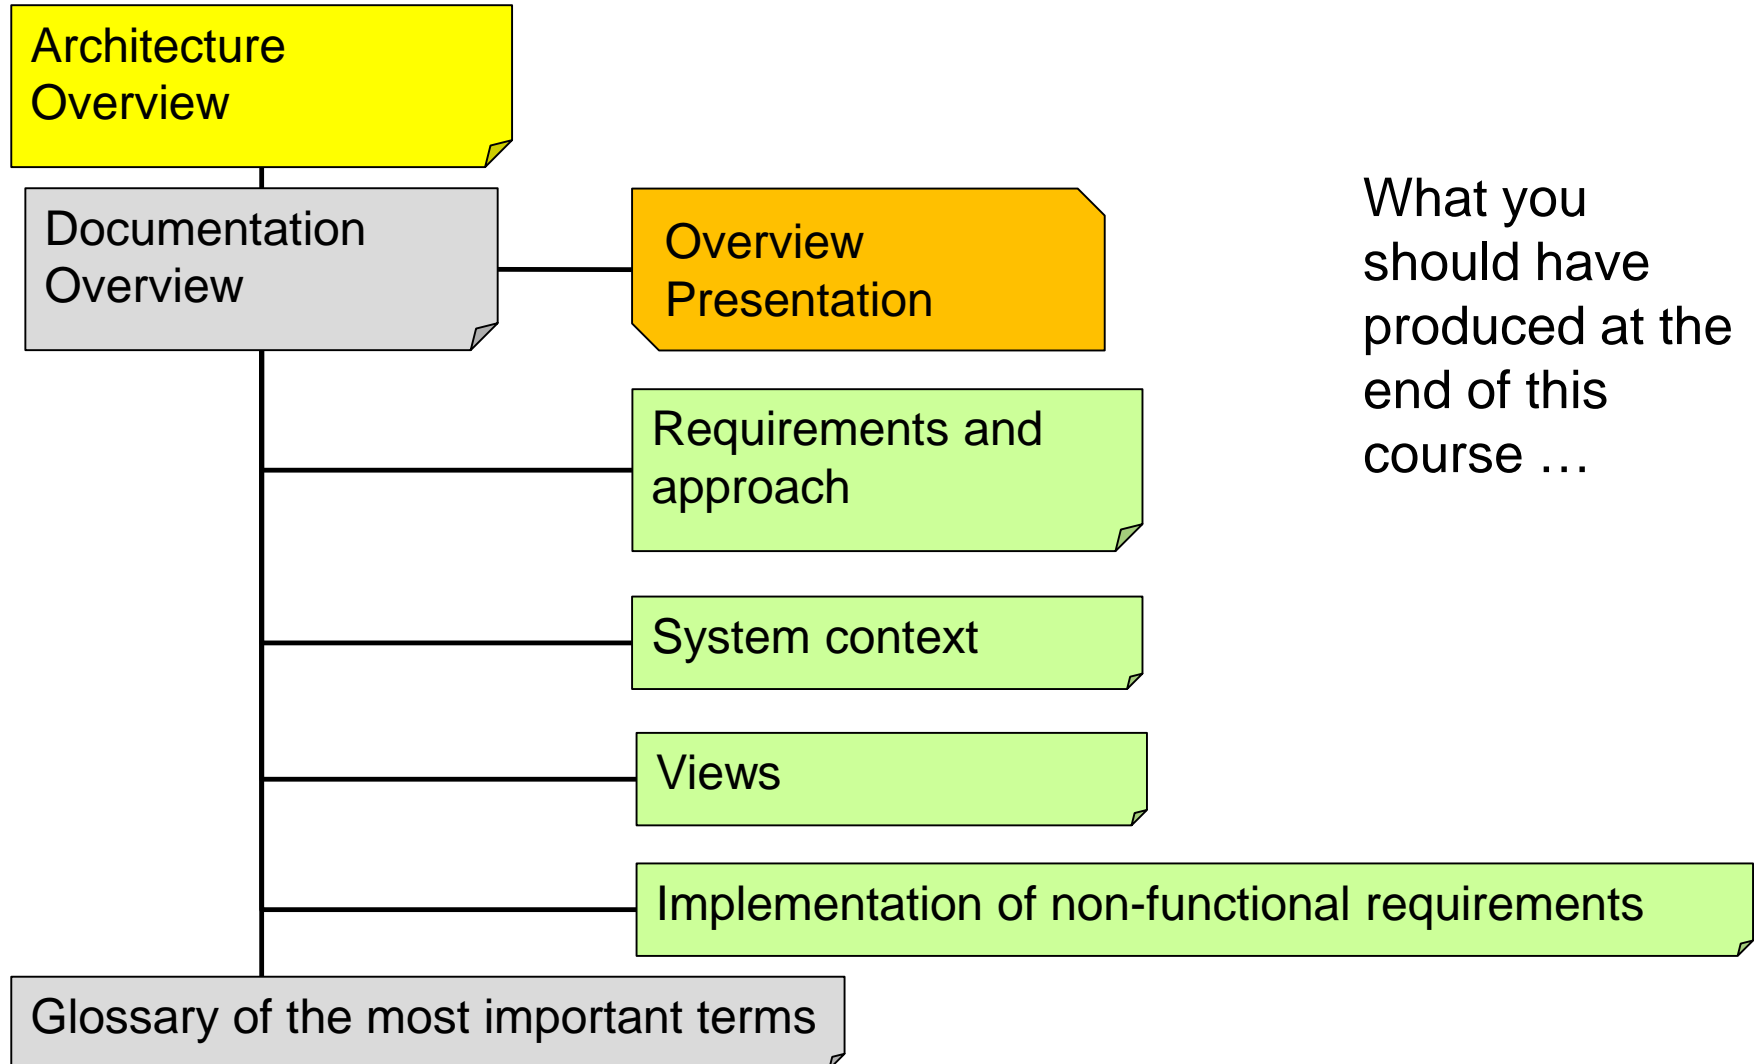 Architecture
Overview
Documentation
Overview
Overview
Presentation
What you
should have
produced at the
end of this
course …
Requirements and
approach
System context
Views
Implementation of non-functional requirements
Glossary of the most important terms